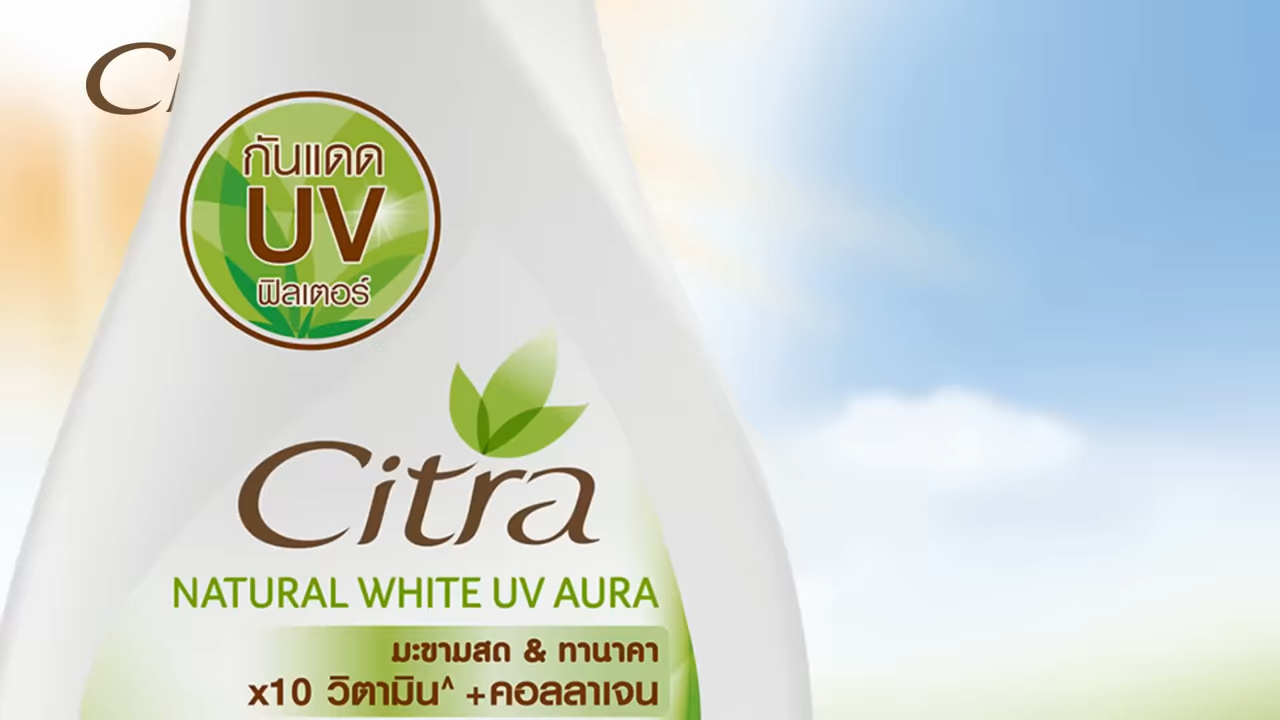 Ci
กันแดด
UV
ฟิลเตอร์
Citra
NATURAL WHITE UV AURA
มะขามสด & ทานาคา
x10 วิตามิน^ +คอลลาเจน